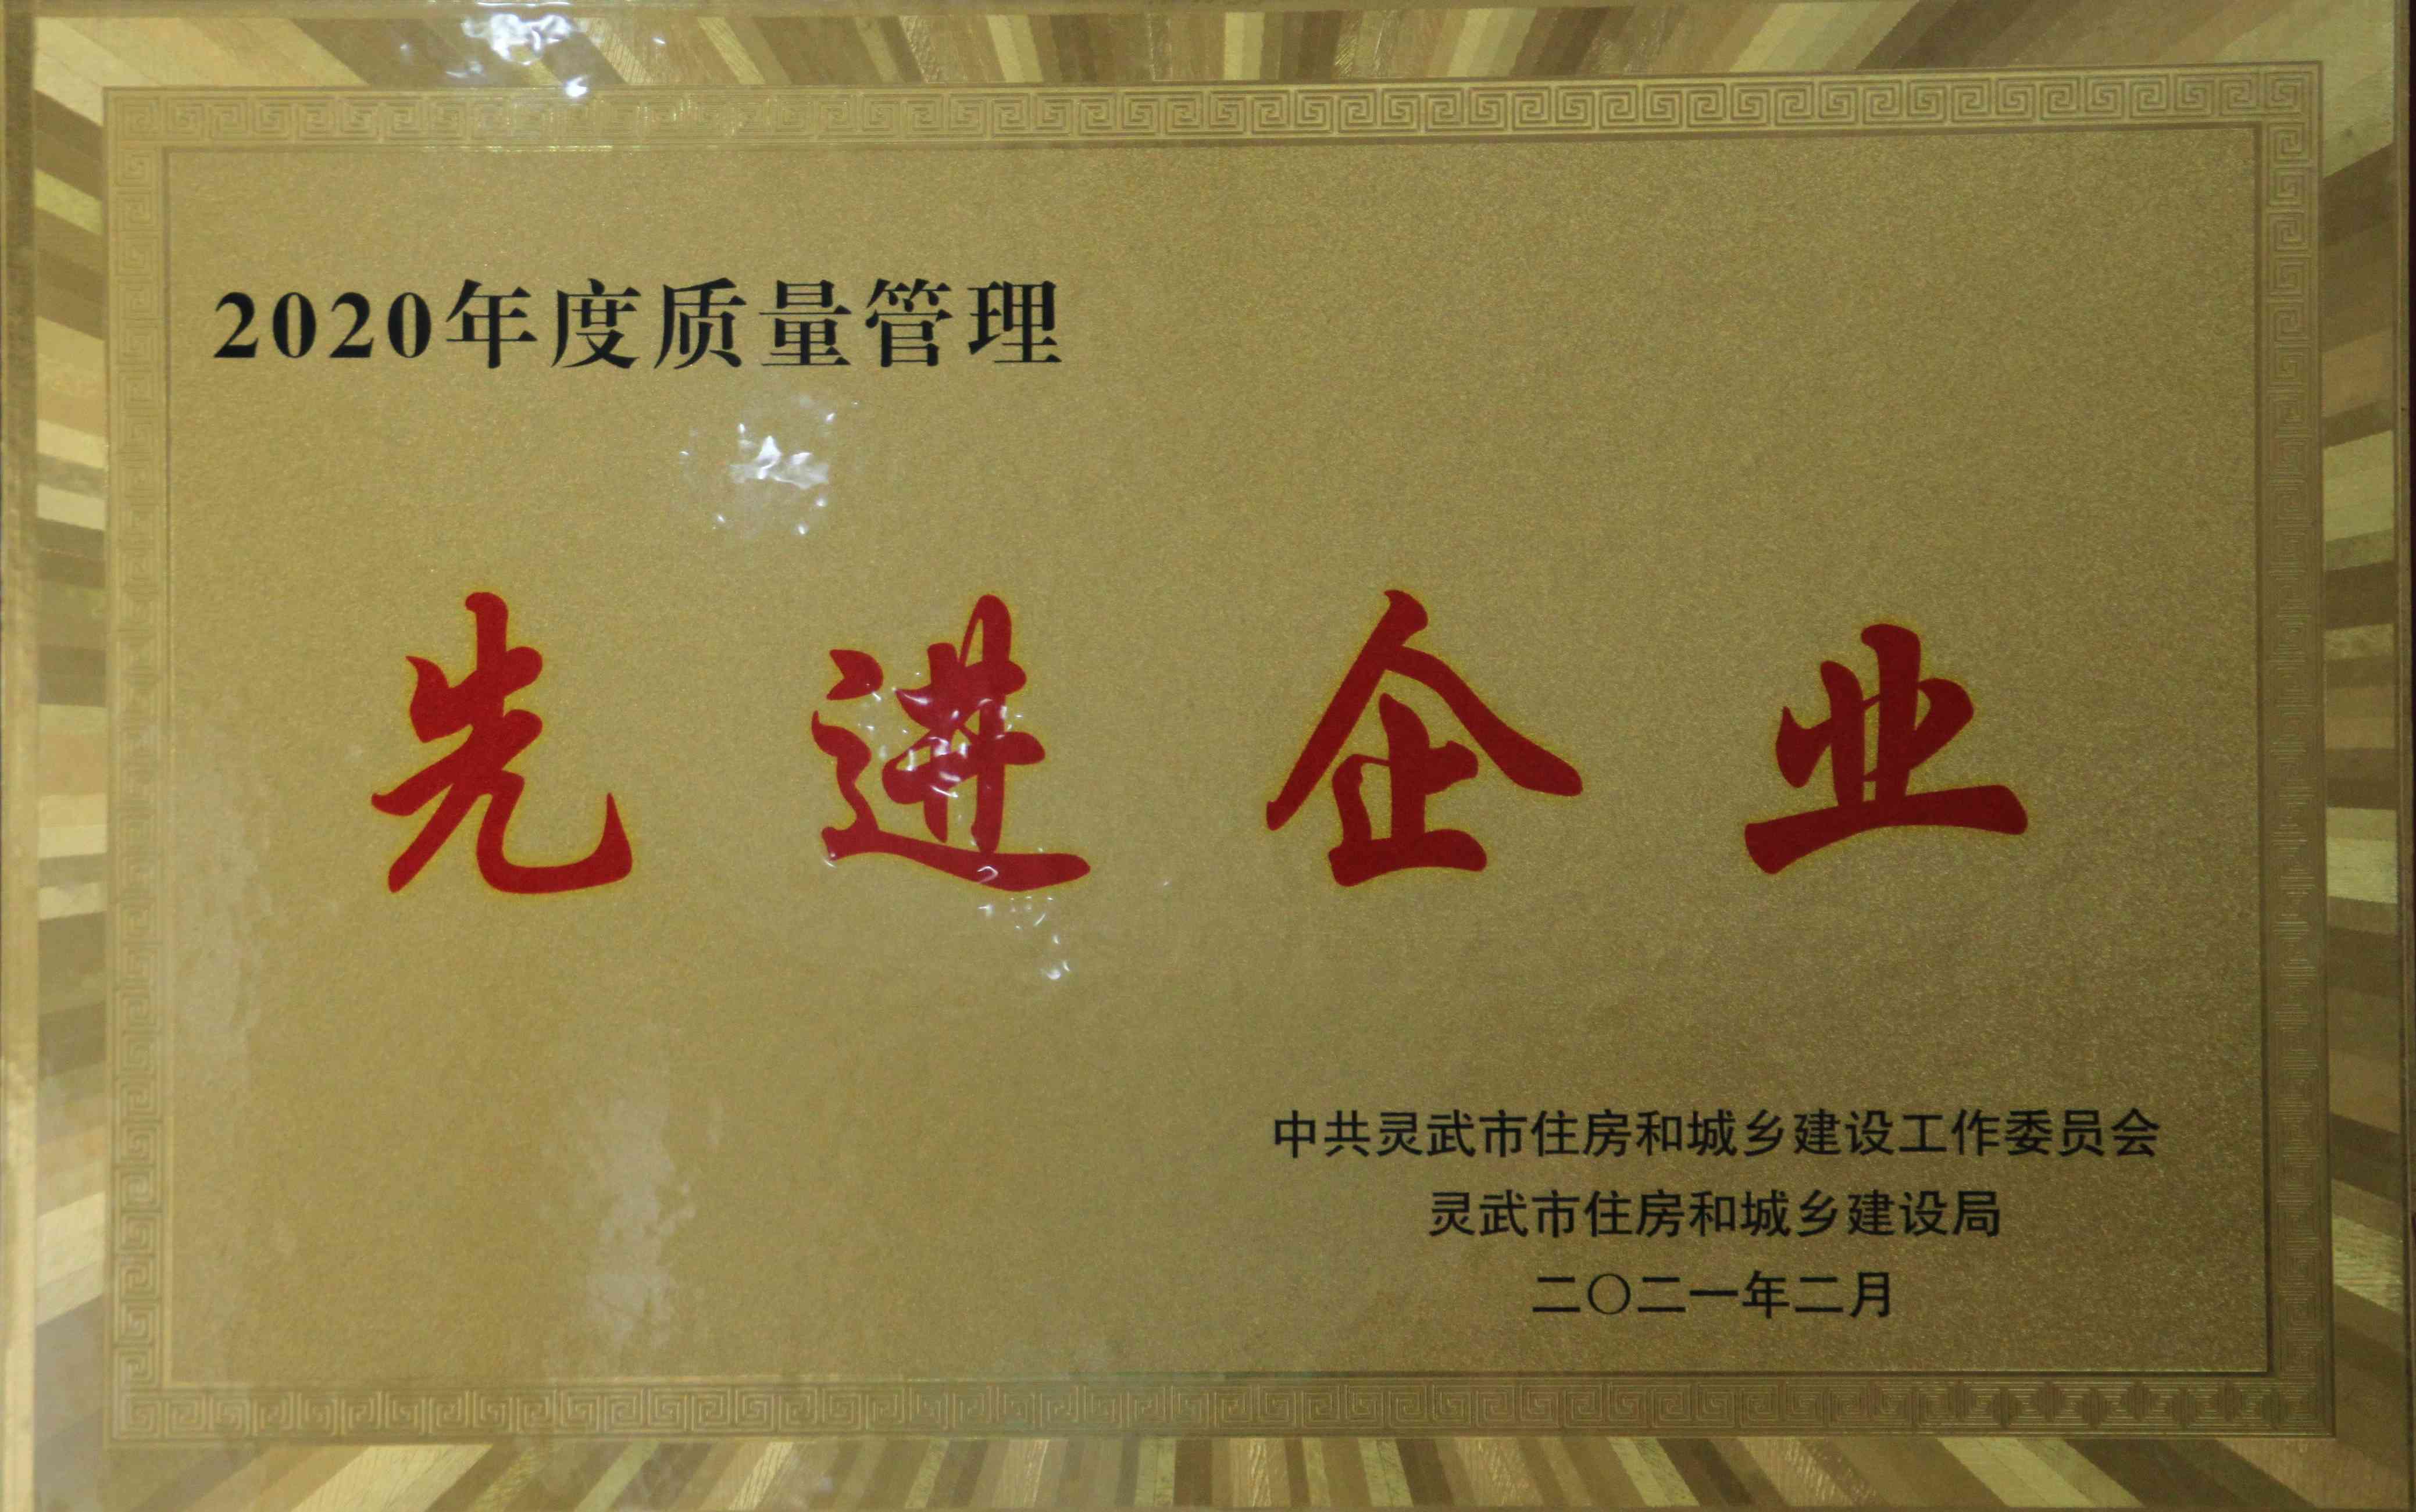 2020年度质量管理
先进企业
中共灵武市住房和城乡建设工作委员会
灵武市住房和城乡建设局
二〇二一年二月